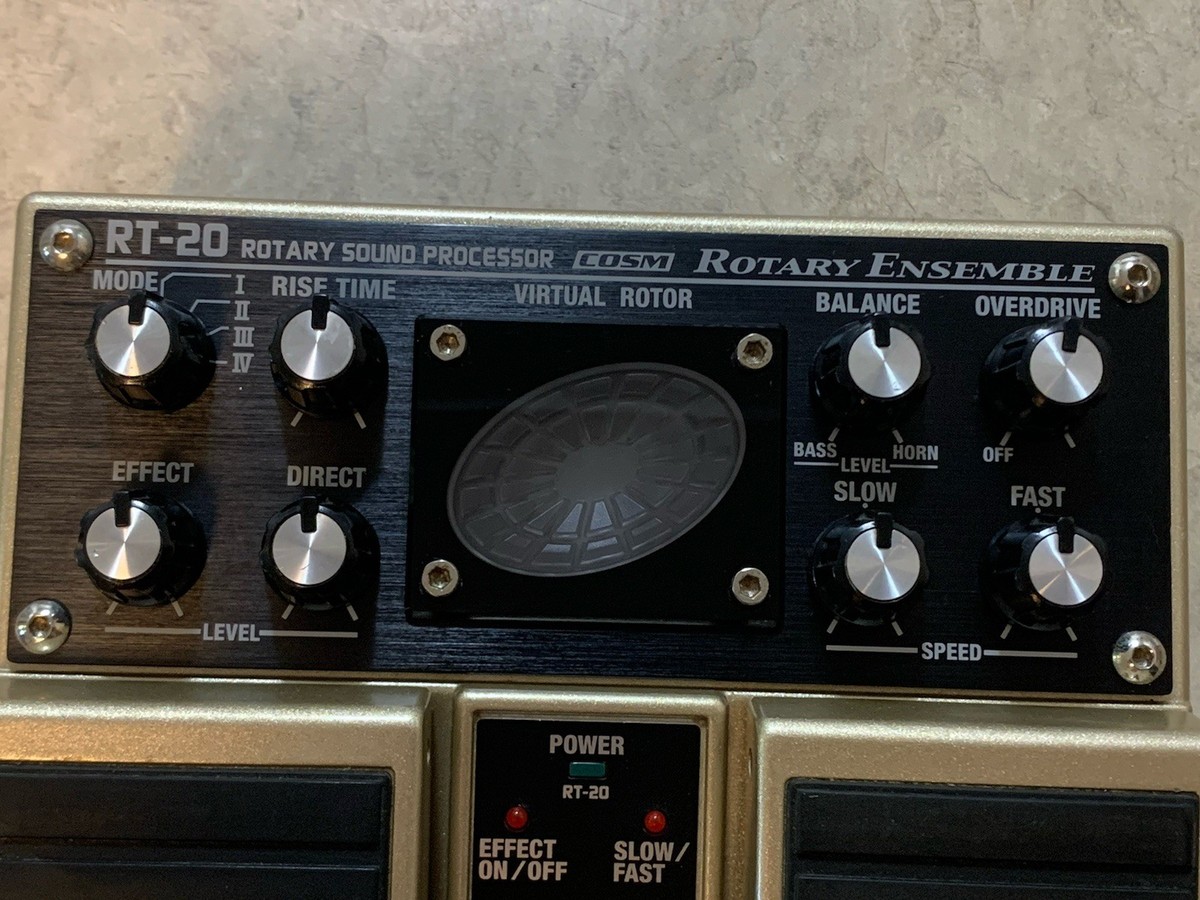 RT-20 ROTARY SOUND PROCESSOR COSM ROTARY ENSEMBLE
MODE I RISE TIME VIRTUAL ROTOR BALANCE OVERDRIVE
II
III
IV
BASS HORN OFF
LEVEL
EFFECT DIRECT SLOW FAST
LEVEL SPEED
POWER
RT-20
EFFECT SLOW/
ON/OFF FAST